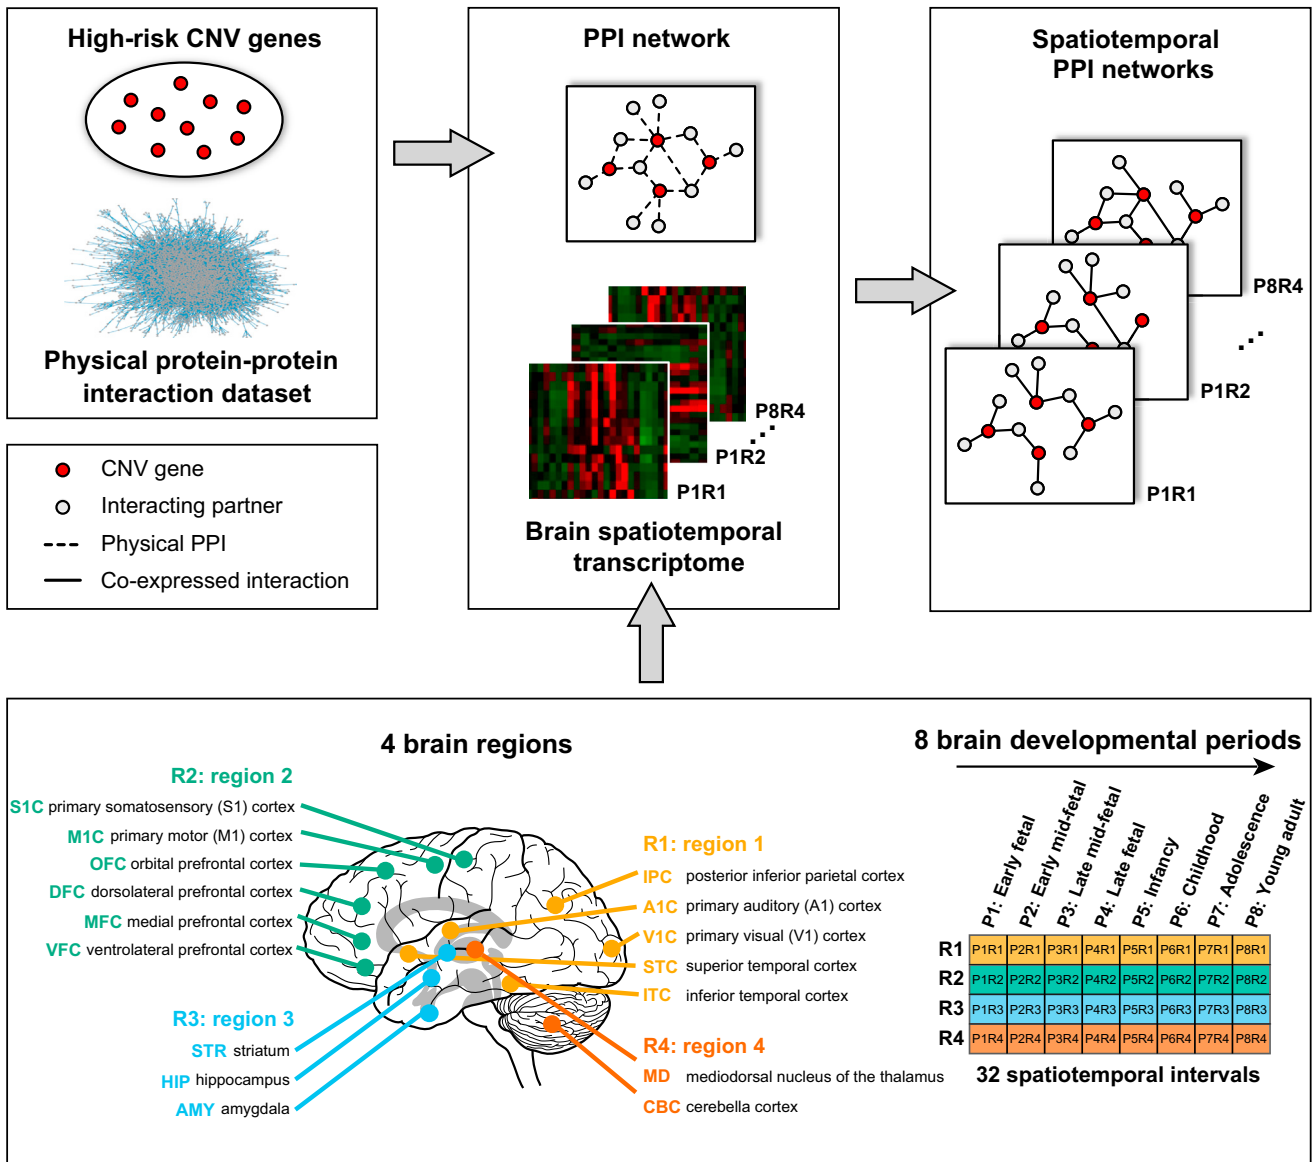 High-risk CNV genes
Physical protein-protein
interaction dataset
CNV gene
Interacting partner
Physical PPI
Co-expressed interaction
PPI network
P8R4
P1R2
P1R1
Brain spatiotemporal
transcriptome
Spatiotemporal
PPI networks
P8R4
P1R2
P1R1
4 brain regions
R2: region 2
S1C primary somatosensory (S1) cortex
M1C primary motor (M1) cortex
OFC orbital prefrontal cortex
DFC dorsolateral prefrontal cortex
MFC medial prefrontal cortex
VFC ventrolateral prefrontal cortex
R3: region 3
STR striatum
HIP hippocampus
AMY amygdala
R1: region 1
IPC posterior inferior parietal cortex
A1C primary auditory (A1) cortex
V1C primary visual (V1) cortex
STC superior temporal cortex
ITC inferior temporal cortex
R4: region 4
MD mediodorsal nucleus of the thalamus
CBC cerebella cortex
8 brain developmental periods
P1: Early fetal
P2: Early mid-fetal
P3: Late mid-fetal
P4: Late fetal
P5: Infancy
P6: Childhood
P7: Adolescence
P8: Young adult
R1 P1R1 P2R1 P3R1 P4R1 P5R1 P6R1 P7R1 P8R1
R2 P1R2 P2R2 P3R2 P4R2 P5R2 P6R2 P7R2 P8R2
R3 P1R3 P2R3 P3R3 P4R3 P5R3 P6R3 P7R3 P8R3
R4 P1R4 P2R4 P3R4 P4R4 P5R4 P6R4 P7R4 P8R4
32 spatiotemporal intervals